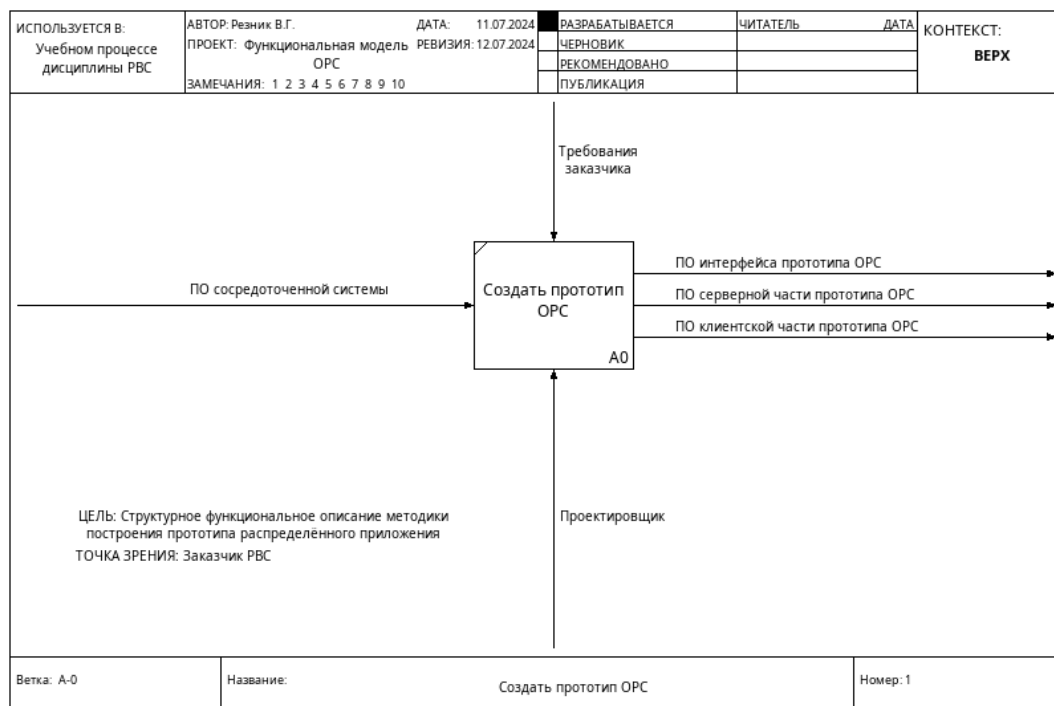 ИСПОЛЬЗУЕТСЯ В:
Учебном процессе
дисциплины РВС
АВТОР: Резник В.Г.
ДАТА: 11.07.2024
ПРОЕКТ: Функциональная модель
ОРС
РЕВИЗИЯ: 12.07.2024
ЗАМЕЧАНИЯ: 1 2 3 4 5 6 7 8 9 10
РАЗРАБАТЫВАЕТСЯ
ЧЕРНОВИК
РЕКОМЕНДОВАНО
ПУБЛИКАЦИЯ
ЧИТАТЕЛЬ
ДАТА
КОНТЕКСТ:
ВЕРХ
Требования
заказчика
ПО сосредоточенной системы
Создать прототип
ОРС
A0
ПО интерфейса прототипа ОРС
ПО серверной части прототипа ОРС
ПО клиентской части прототипа ОРС
ЦЕЛЬ: Структурное функциональное описание методики
построения прототипа распределённого приложения
ТОЧКА ЗРЕНИЯ: Заказчик РВС
Проектировщик
Ветка: A-0
Название:
Создать прототип ОРС
Номер: 1